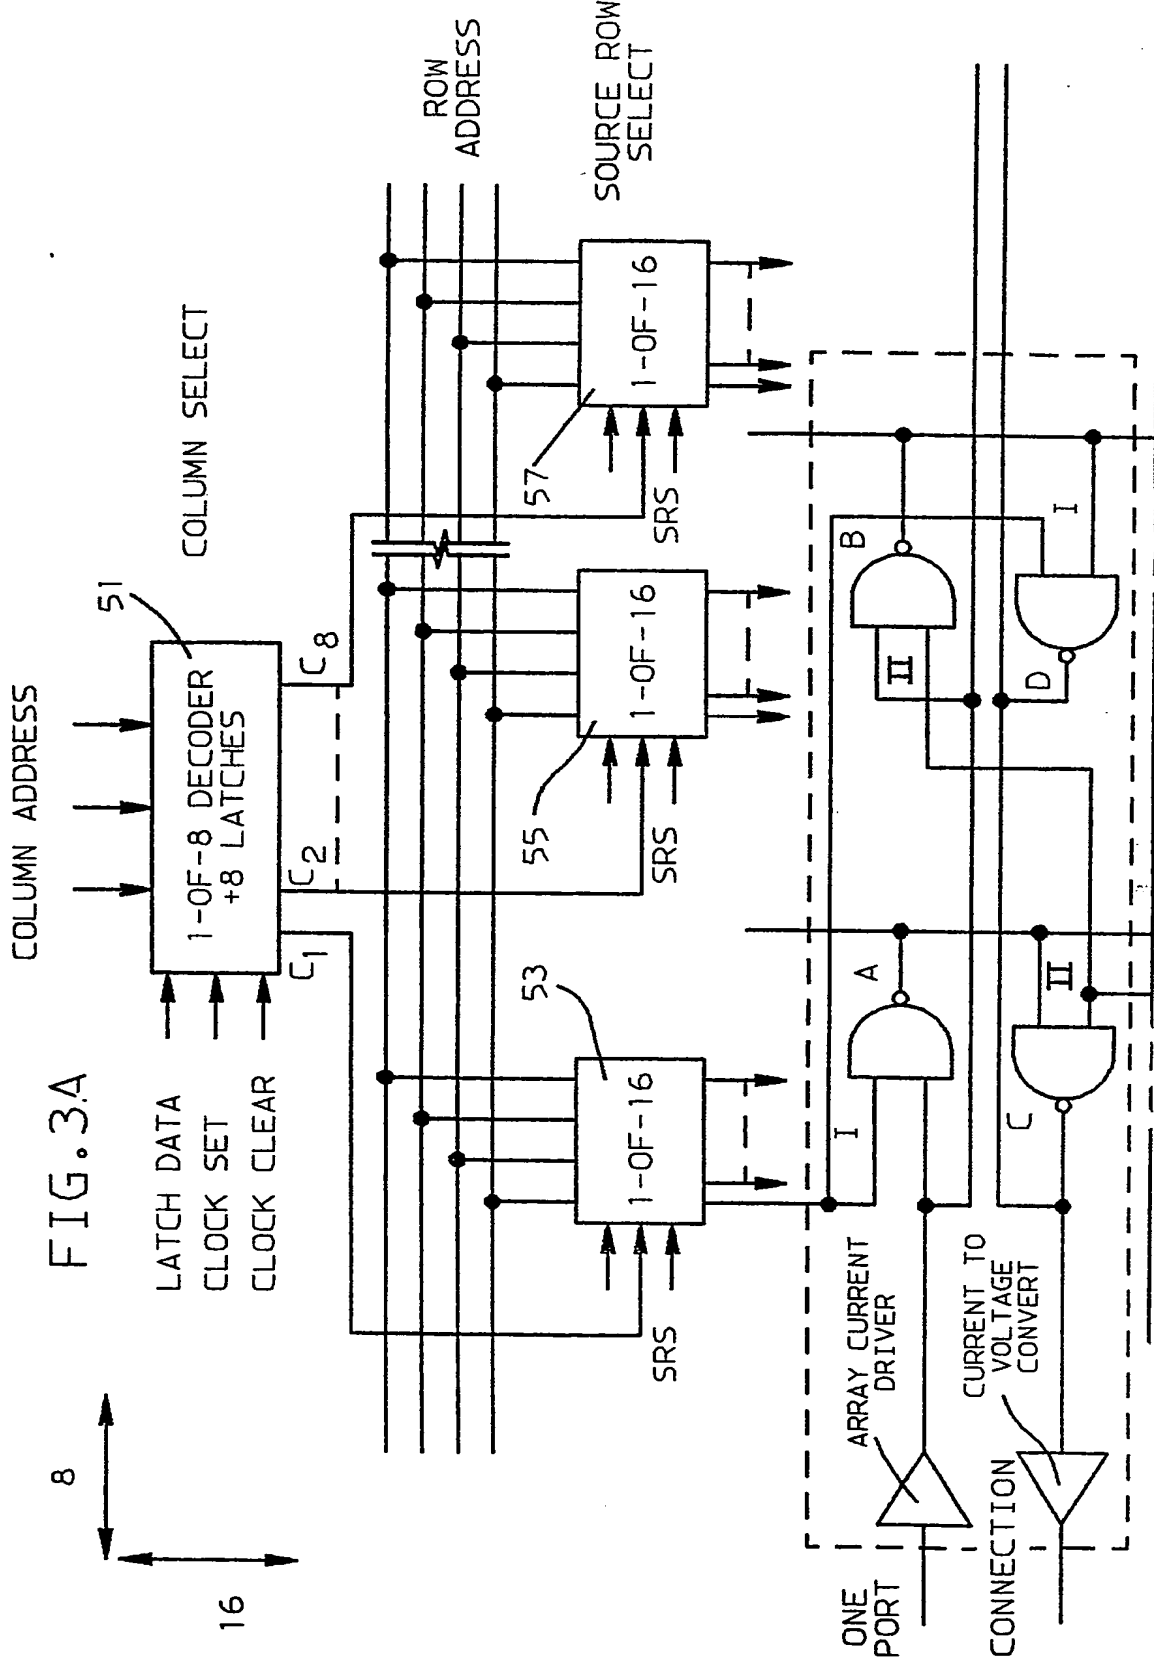 FIG.3A
8
16
COLUMN ADDRESS
LATCH DATA
CLOCK SET
CLOCK CLEAR
1-OF-8 DECODER
+8 LATCHES
51
COLUMN SELECT
C1
C2
C8
ROW
ADDRESS
53
1-OF-16
SRS
55
1-OF-16
SRS
57
1-OF-16
SRS
SOURCE ROW
SELECT
ONE
PORT
CONNECTION
ARRAY CURRENT
DRIVER
CURRENT TO
VOLTAGE
CONVERT
I
A
II
B
C
II
D
I